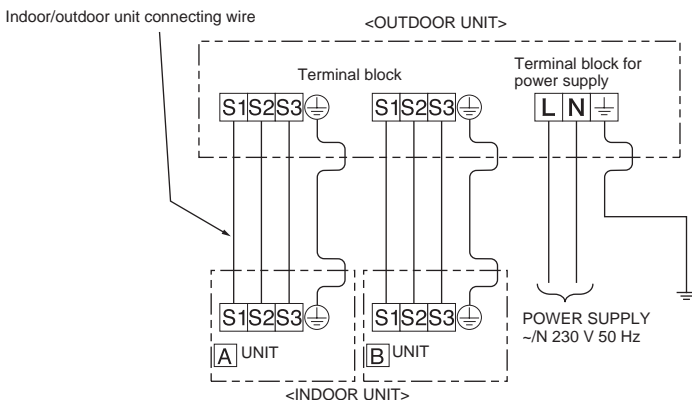 Indoor/outdoor unit connecting wire
<OUTDOOR UNIT>
Terminal block
Terminal block for
power supply
S1 S2 S3
S1 S2 S3
L N
S1 S2 S3
S1 S2 S3
A UNIT
B UNIT
POWER SUPPLY
~/N 230 V 50 Hz
<INDOOR UNIT>